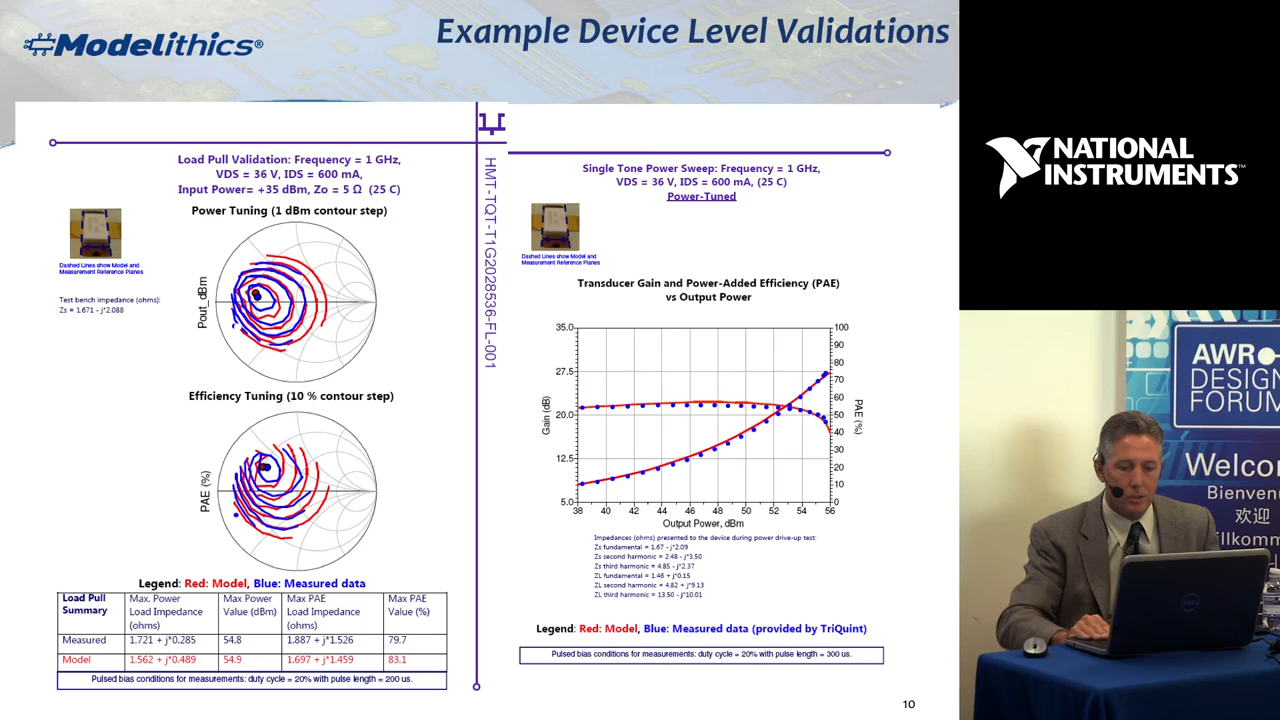 Modelithics®
Example Device Level Validations
Load Pull Validation: Frequency = 1 GHz,
VDS = 36 V, IDS = 600 mA,
Input Power= +35 dBm, Zo = 5 Ω (25 C)
Power Tuning (1 dBm contour step)
Dashed Lines show Model and
Measurement Reference Planes
Test bench impedance (ohms):
Zs = 1.671 - j*2.088
Pout_dBm
Efficiency Tuning (10 % contour step)
PAE (%)
Legend: Red: Model, Blue: Measured data
Load Pull Summary | Max. Power Load Impedance (ohms) | Max Power Value (dBm) | Max PAE Load Impedance (ohms) | Max PAE Value (%)
Measured | 1.721 + j*0.285 | 54.8 | 1.887 + j*1.526 | 79.7
Model | 1.562 + j*0.489 | 54.9 | 1.697 + j*1.459 | 83.1
Pulsed bias conditions for measurements: duty cycle = 20% with pulse length = 200 us.
HMT-TQT-T1G2028536-FL-001
Single Tone Power Sweep: Frequency = 1 GHz,
VDS = 36 V, IDS = 600 mA, (25 C)
Power-Tuned
Dashed Lines show Model and
Measurement Reference Planes
Transducer Gain and Power-Added Efficiency (PAE)
vs Output Power
35.0
27.5
20.0
12.5
5.0
Gain (dB)
100
90
80
70
60
50
40
30
20
10
0
PAE (%)
38 40 42 44 46 48 50 52 54 56
Output Power, dBm
Impedances (ohms) presented to the device during power drive-up test:
Zs fundamental = 1.67 - j*2.09
Zs second harmonic = 2.48 - j*3.50
Zs third harmonic = 4.85 - j*2.37
ZL fundamental = 1.46 + j*0.15
ZL second harmonic = 4.82 + j*9.13
ZL third harmonic = 13.50 - j*10.01
Legend: Red: Model, Blue: Measured data (provided by TriQuint)
Pulsed bias conditions for measurements: duty cycle = 20% with pulse length = 300 us.
10
NATIONAL
INSTRUMENTS™
AWR
DESIGN
FORUM
Welcom
Bienven
欢迎
illkomm
DELL